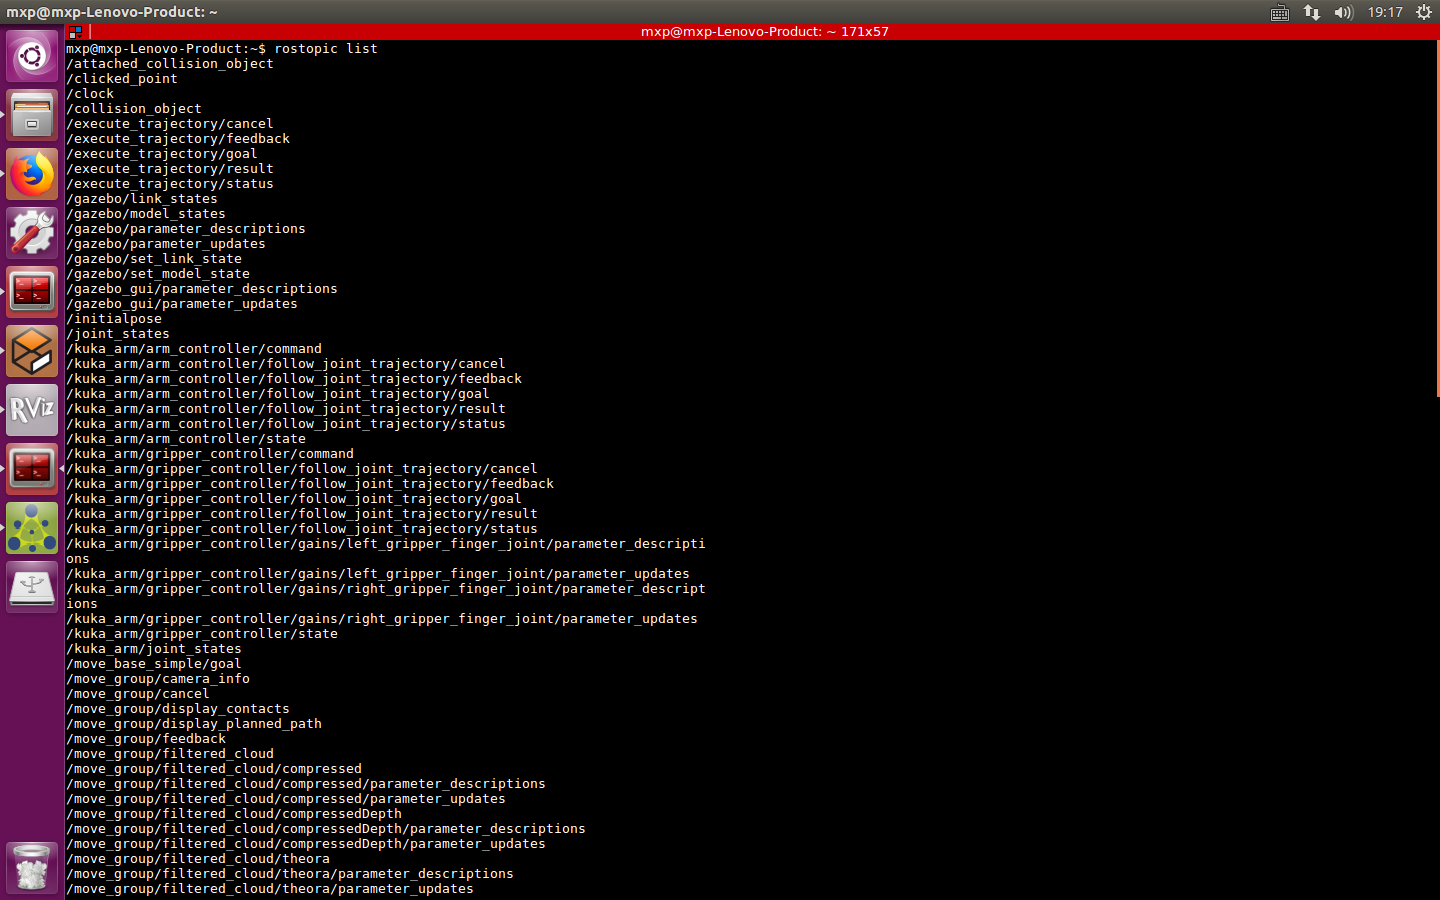 mxp@mxp-Lenovo-Product: ~
19:17
mxp@mxp-Lenovo-Product: ~ 171x57
mxp@mxp-Lenovo-Product:~$ rostopic list
/attached_collision_object
/clicked_point
/clock
/collision_object
/execute_trajectory/cancel
/execute_trajectory/feedback
/execute_trajectory/goal
/execute_trajectory/result
/execute_trajectory/status
/gazebo/link_states
/gazebo/model_states
/gazebo/parameter_descriptions
/gazebo/parameter_updates
/gazebo/set_link_state
/gazebo/set_model_state
/gazebo_gui/parameter_descriptions
/gazebo_gui/parameter_updates
/initialpose
/joint_states
/kuka_arm/arm_controller/command
/kuka_arm/arm_controller/follow_joint_trajectory/cancel
/kuka_arm/arm_controller/follow_joint_trajectory/feedback
/kuka_arm/arm_controller/follow_joint_trajectory/goal
/kuka_arm/arm_controller/follow_joint_trajectory/result
/kuka_arm/arm_controller/follow_joint_trajectory/status
/kuka_arm/arm_controller/state
/kuka_arm/gripper_controller/command
/kuka_arm/gripper_controller/follow_joint_trajectory/cancel
/kuka_arm/gripper_controller/follow_joint_trajectory/feedback
/kuka_arm/gripper_controller/follow_joint_trajectory/goal
/kuka_arm/gripper_controller/follow_joint_trajectory/result
/kuka_arm/gripper_controller/follow_joint_trajectory/status
/kuka_arm/gripper_controller/gains/left_gripper_finger_joint/parameter_descripti
ons
/kuka_arm/gripper_controller/gains/left_gripper_finger_joint/parameter_updates
/kuka_arm/gripper_controller/gains/right_gripper_finger_joint/parameter_descript
ions
/kuka_arm/gripper_controller/gains/right_gripper_finger_joint/parameter_updates
/kuka_arm/gripper_controller/state
/kuka_arm/joint_states
/move_base_simple/goal
/move_group/camera_info
/move_group/cancel
/move_group/display_contacts
/move_group/display_planned_path
/move_group/feedback
/move_group/filtered_cloud
/move_group/filtered_cloud/compressed
/move_group/filtered_cloud/compressed/parameter_descriptions
/move_group/filtered_cloud/compressed/parameter_updates
/move_group/filtered_cloud/compressedDepth
/move_group/filtered_cloud/compressedDepth/parameter_descriptions
/move_group/filtered_cloud/compressedDepth/parameter_updates
/move_group/filtered_cloud/theora
/move_group/filtered_cloud/theora/parameter_descriptions
/move_group/filtered_cloud/theora/parameter_updates
RViz